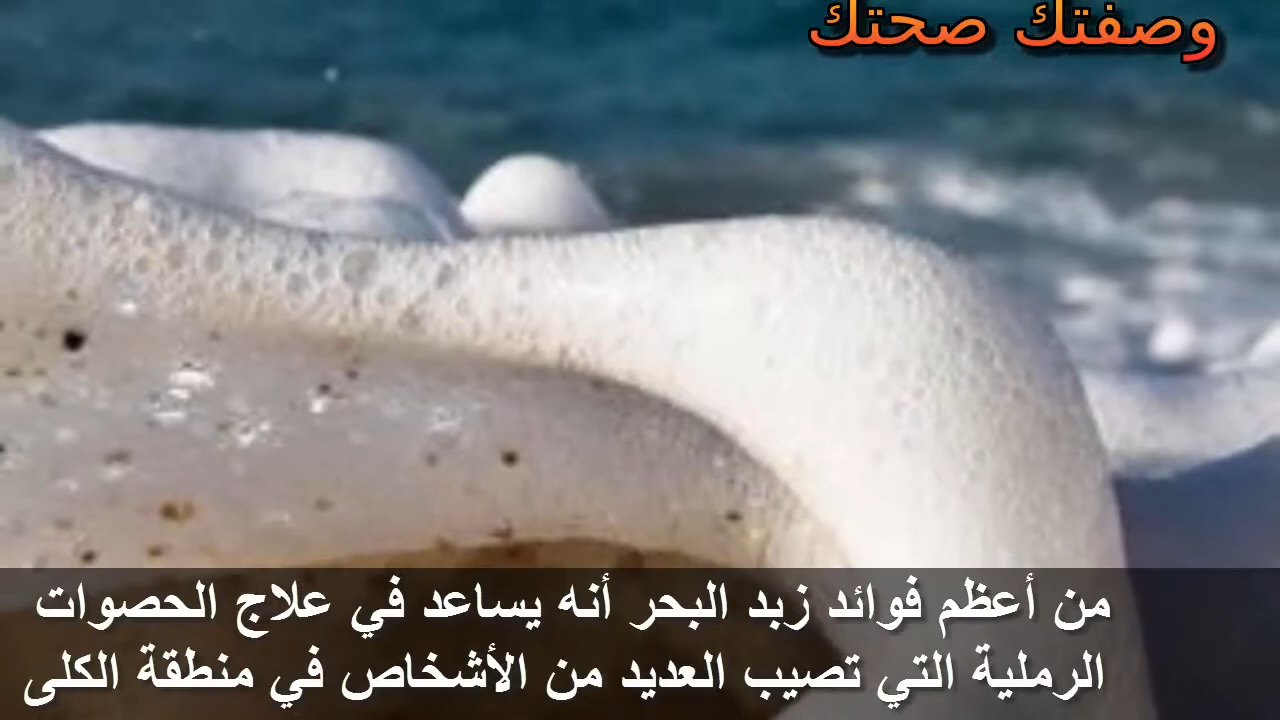 وصفتك صحتك
من أعظم فوائد زبد البحر أنه يساعد في علاج الحصوات
الرملية التي تصيب العديد من الأشخاص في منطقة الكلى